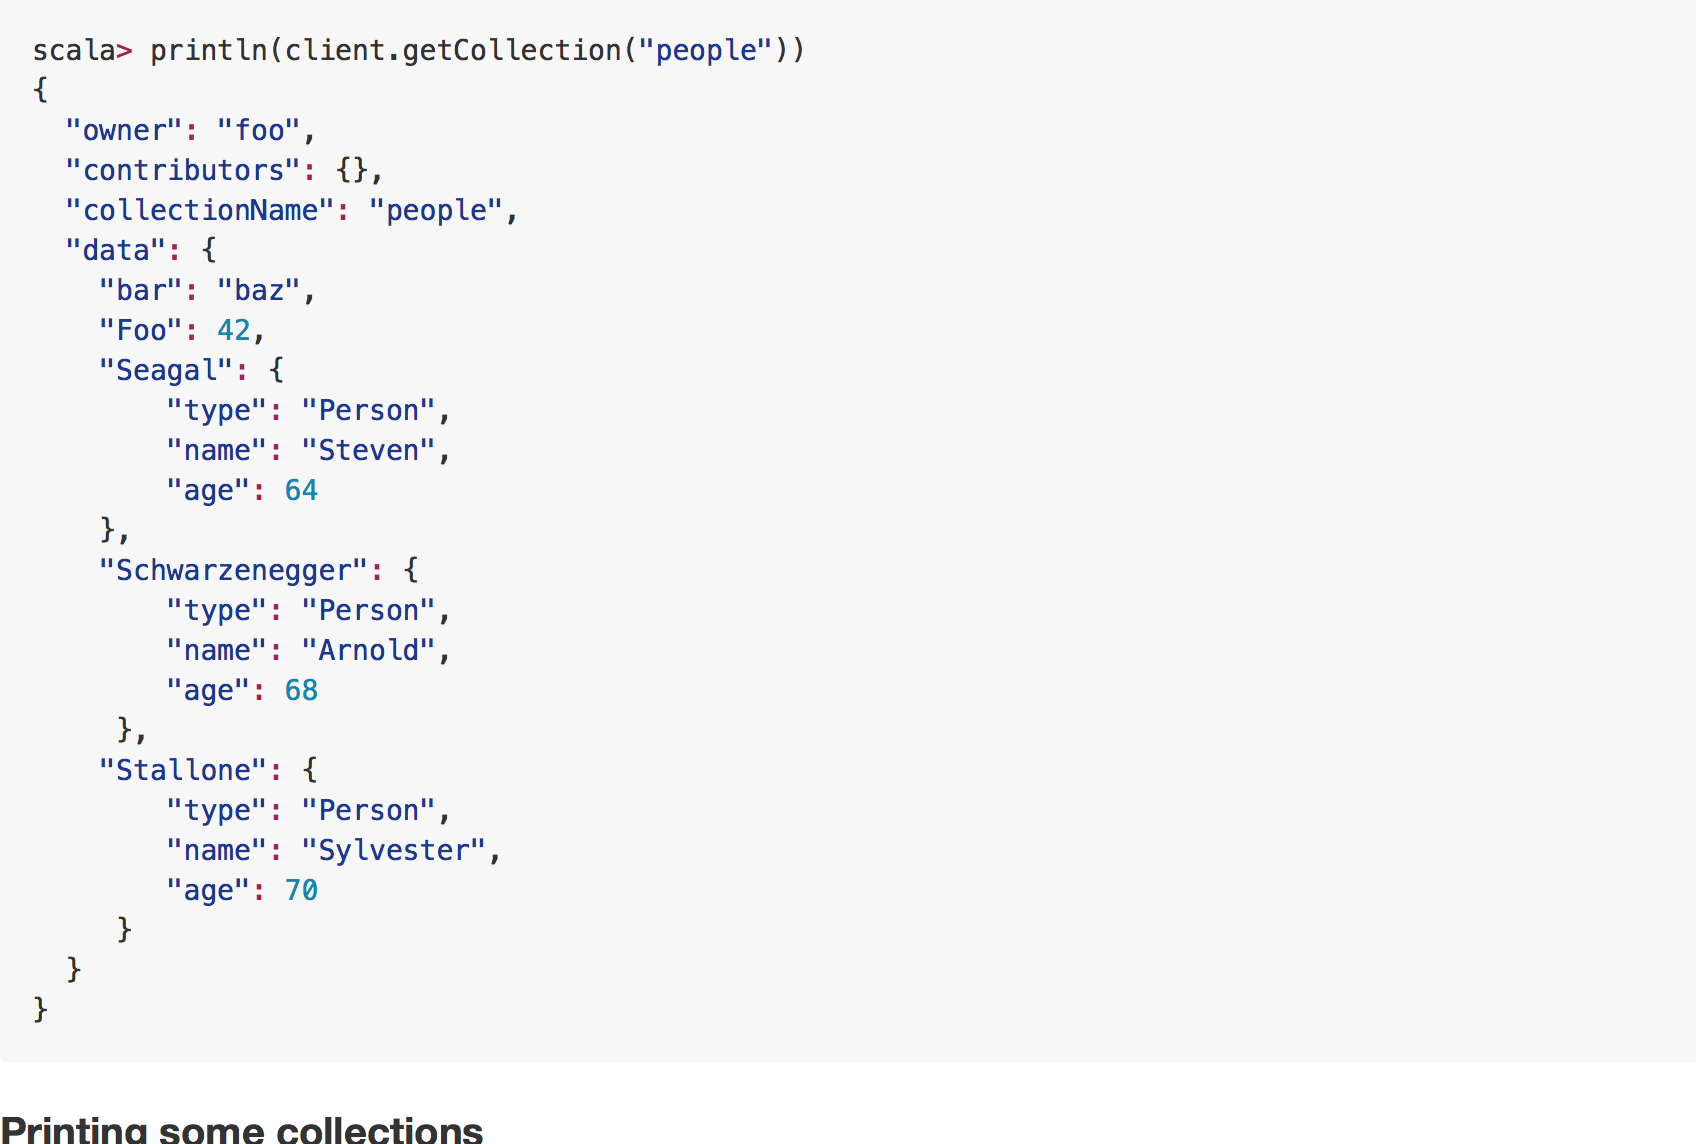 scala> println(client.getCollection("people"))
{
  "owner": "foo",
  "contributors": {},
  "collectionName": "people",
  "data": {
    "bar": "baz",
    "Foo": 42,
    "Seagal": {
        "type": "Person",
        "name": "Steven",
        "age": 64
    },
    "Schwarzenegger": {
        "type": "Person",
        "name": "Arnold",
        "age": 68
     },
    "Stallone": {
        "type": "Person",
        "name": "Sylvester",
        "age": 70
     }
  }
}
Printing some collections